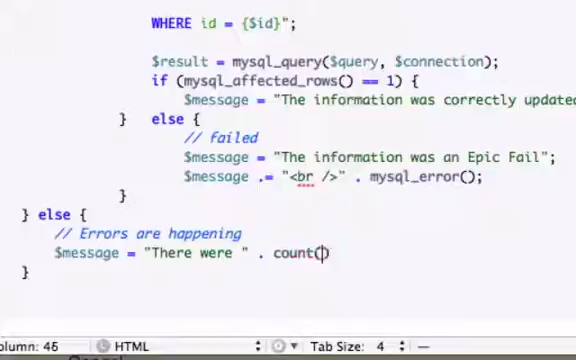 WHERE id = {$id}";
$result = mysql_query($query, $connection);
if (mysql_affected_rows() == 1) {
$message = "The information was correctly updated
} else {
// failed
$message = "The information was an Epic Fail";
$message .= "<br />" . mysql_error();
}
} else {
// Errors are happening
$message = "There were " . count()
}
olumn: 45 HTML Tab Size: 4 —